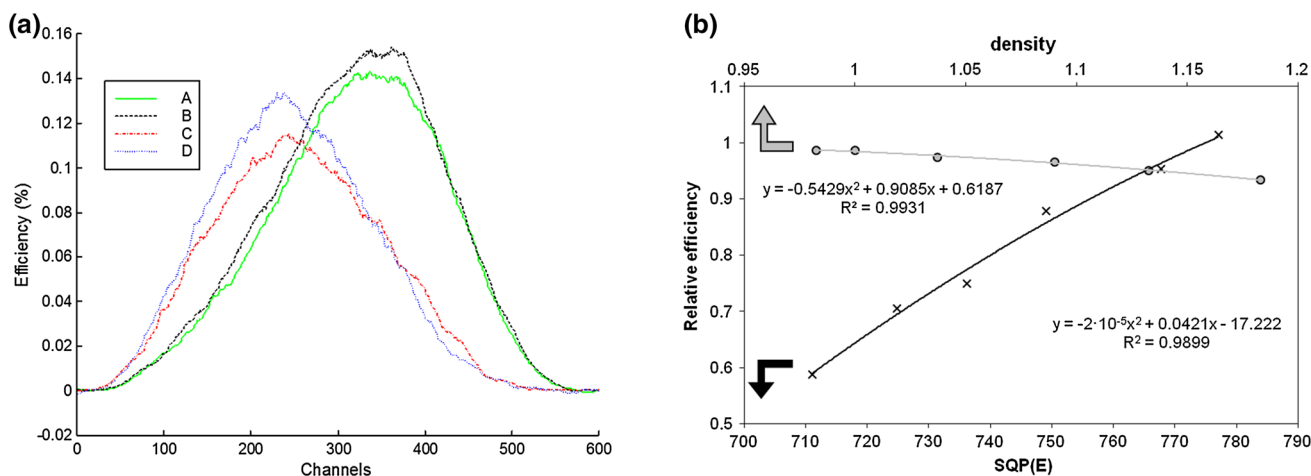 (a)
0.16
0.14
0.12
0.1
0.08
0.06
0.04
0.02
0
-0.02
Efficiency (%)
A
B
C
D
0 100 200 300 400 500 600
Channels
(b)
density
0.95 1 1.05 1.1 1.15 1.2
1.1
1
0.9
0.8
0.7
0.6
0.5
Relative efficiency
y = -0.5429x² + 0.9085x + 0.6187
R² = 0.9931
y = -2·10⁻⁵x² + 0.0421x - 17.222
R² = 0.9899
700 710 720 730 740 750 760 770 780 790
SQP(E)